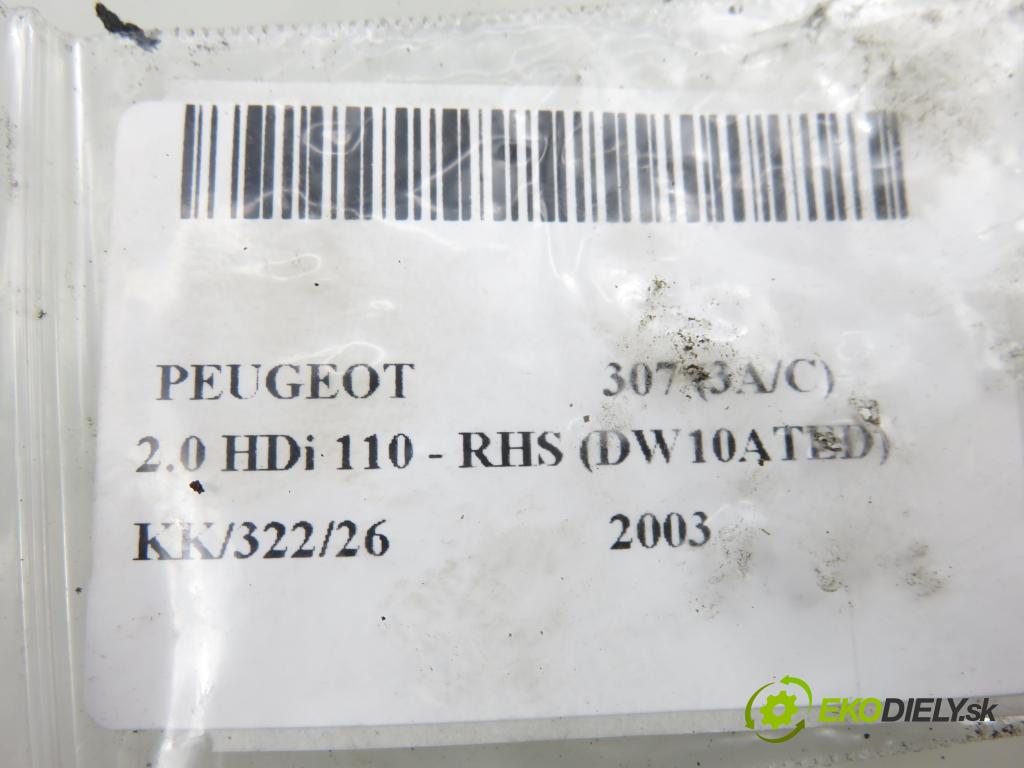 PEUGEOT 307 (3A/C)
2.0 HDi 110 - RHS (DW10ATED)
KK/322/26 2003
EKODIELY.sk